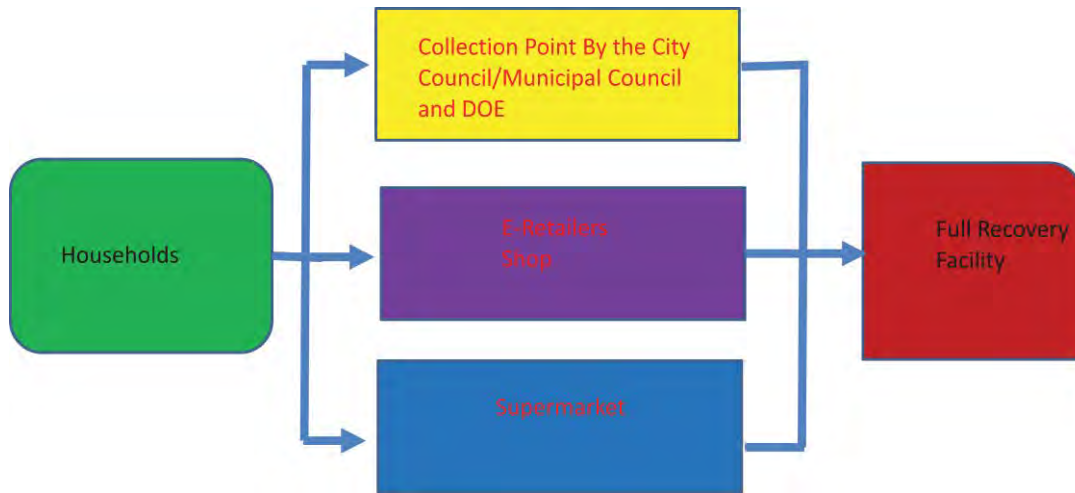 Collection Point By the City
Council/Municipal Council
and DOE
Households
E-Retailers
Shop
Full Recovery
Facility
Supermarket